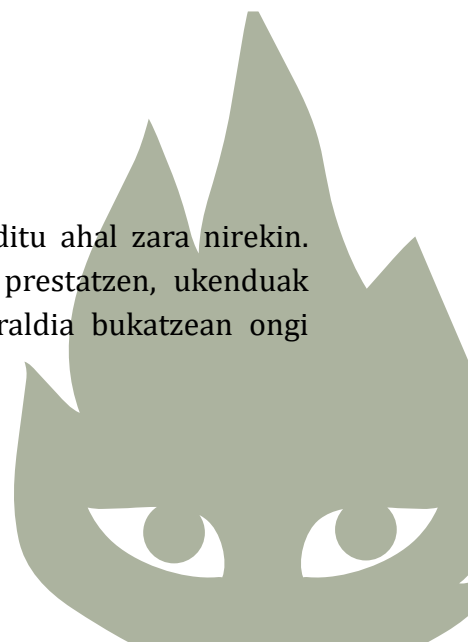 ditu ahal zara nirekin.
prestatzen, ukenduak
raldia bukatzean ongi